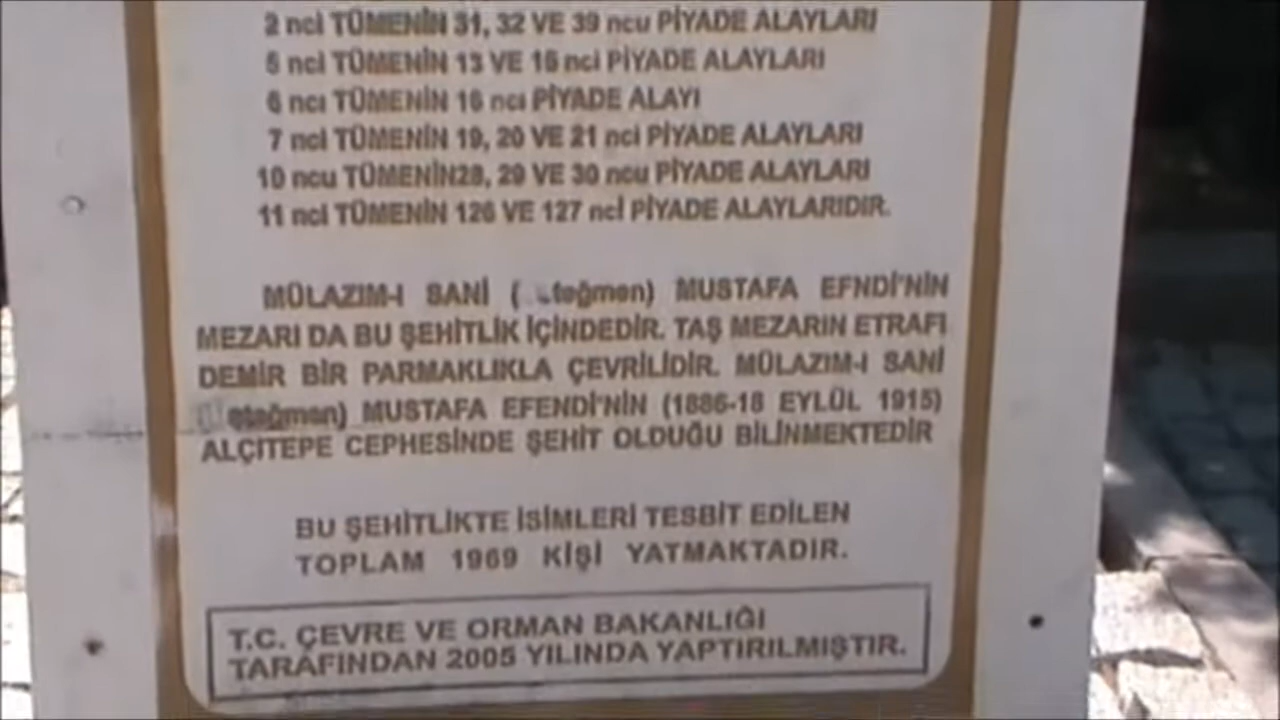 2 nci TÜMENİN 31, 32 VE 39 ncu PİYADE ALAYLARI
5 nci TÜMENİN 13 VE 15 nci PİYADE ALAYLARI
6 ncı TÜMENİN 16 ncı PİYADE ALAYI
7 nci TÜMENİN 19, 20 VE 21 nci PİYADE ALAYLARI
10 ncu TÜMENİN28, 29 VE 30 ncu PİYADE ALAYLARI
11 nci TÜMENİN 126 VE 127 nci PİYADE ALAYLARIDIR.
MÜLAZIM-I SANİ ( teğmen) MUSTAFA EFNDİ'NİN
MEZARI DA BU ŞEHİTLİK İÇİNDEDİR. TAŞ MEZARIN ETRAFI
DEMİR BİR PARMAKLIKLA ÇEVRİLİDİR. MÜLAZIM-I SANİ
MUSTAFA EFENDİ'NİN (1886-18 EYLÜL 1915)
ALÇITEPE CEPHESİNDE ŞEHİT OLDUĞU BİLİNMEKTEDİR
BU ŞEHİTLİKTE İSİMLERİ TESBİT EDİLEN
TOPLAM 1969 KİŞİ YATMAKTADIR.
T.C. ÇEVRE VE ORMAN BAKANLIĞI
TARAFINDAN 2005 YILINDA YAPTIRILMIŞTIR.